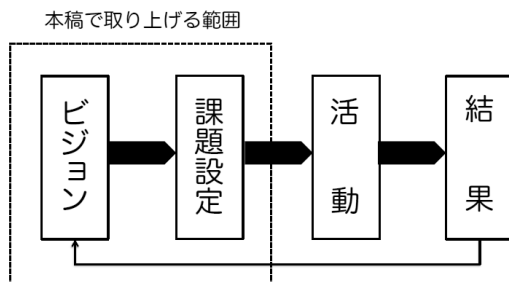 本稿で取り上げる範囲
ビジョン
課題設定
活動
結果